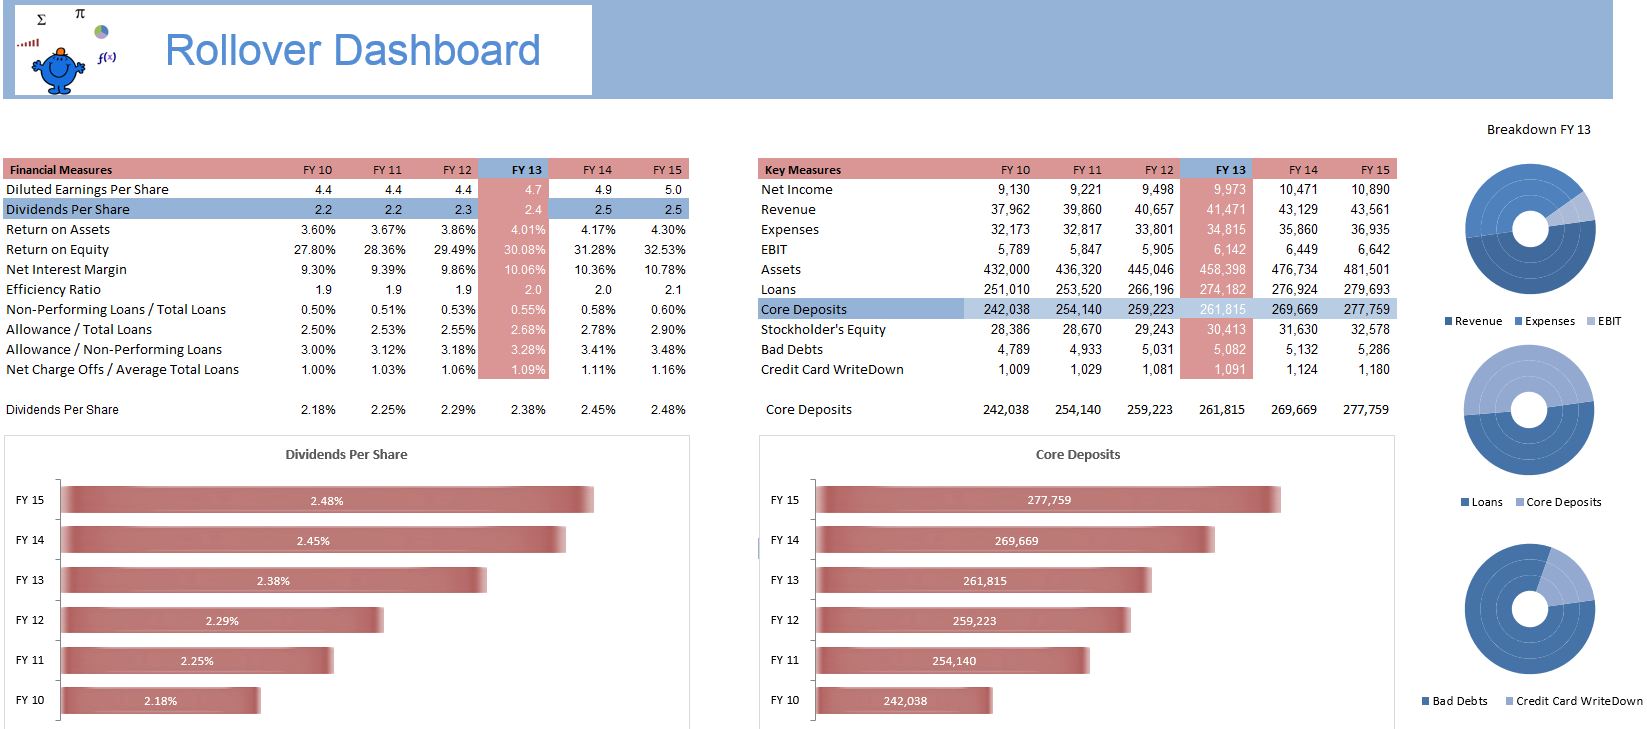 Σ π
f(x)
Rollover Dashboard
Breakdown FY 13
Financial Measures FY 10 FY 11 FY 12 FY 13 FY 14 FY 15
Diluted Earnings Per Share 4.4 4.4 4.4 4.7 4.9 5.0
Dividends Per Share 2.2 2.2 2.3 2.4 2.5 2.5
Return on Assets 3.60% 3.67% 3.86% 4.01% 4.17% 4.30%
Return on Equity 27.80% 28.36% 29.49% 30.08% 31.28% 32.53%
Net Interest Margin 9.30% 9.39% 9.86% 10.06% 10.36% 10.78%
Efficiency Ratio 1.9 1.9 1.9 2.0 2.0 2.1
Non-Performing Loans / Total Loans 0.50% 0.51% 0.53% 0.55% 0.58% 0.60%
Allowance / Total Loans 2.50% 2.53% 2.55% 2.68% 2.78% 2.90%
Allowance / Non-Performing Loans 3.00% 3.12% 3.18% 3.28% 3.41% 3.48%
Net Charge Offs / Average Total Loans 1.00% 1.03% 1.06% 1.09% 1.11% 1.16%
Dividends Per Share 2.18% 2.25% 2.29% 2.38% 2.45% 2.48%
Dividends Per Share
FY 15 2.48%
FY 14 2.45%
FY 13 2.38%
FY 12 2.29%
FY 11 2.25%
FY 10 2.18%
Key Measures FY 10 FY 11 FY 12 FY 13 FY 14 FY 15
Net Income 9,130 9,221 9,498 9,973 10,471 10,890
Revenue 37,962 39,860 40,657 41,471 43,129 43,561
Expenses 32,173 32,817 33,801 34,815 35,860 36,935
EBIT 5,789 5,847 5,905 6,142 6,449 6,642
Assets 432,000 436,320 445,046 458,398 476,734 481,501
Loans 251,010 253,520 266,196 274,182 276,924 279,693
Core Deposits 242,038 254,140 259,223 261,815 269,669 277,759
Stockholder's Equity 28,386 28,670 29,243 30,413 31,630 32,578
Bad Debts 4,789 4,933 5,031 5,082 5,132 5,286
Credit Card WriteDown 1,009 1,029 1,081 1,091 1,124 1,180
Core Deposits 242,038 254,140 259,223 261,815 269,669 277,759
Core Deposits
FY 15 277,759
FY 14 269,669
FY 13 261,815
FY 12 259,223
FY 11 254,140
FY 10 242,038
Revenue Expenses EBIT
Loans Core Deposits
Bad Debts Credit Card WriteDown